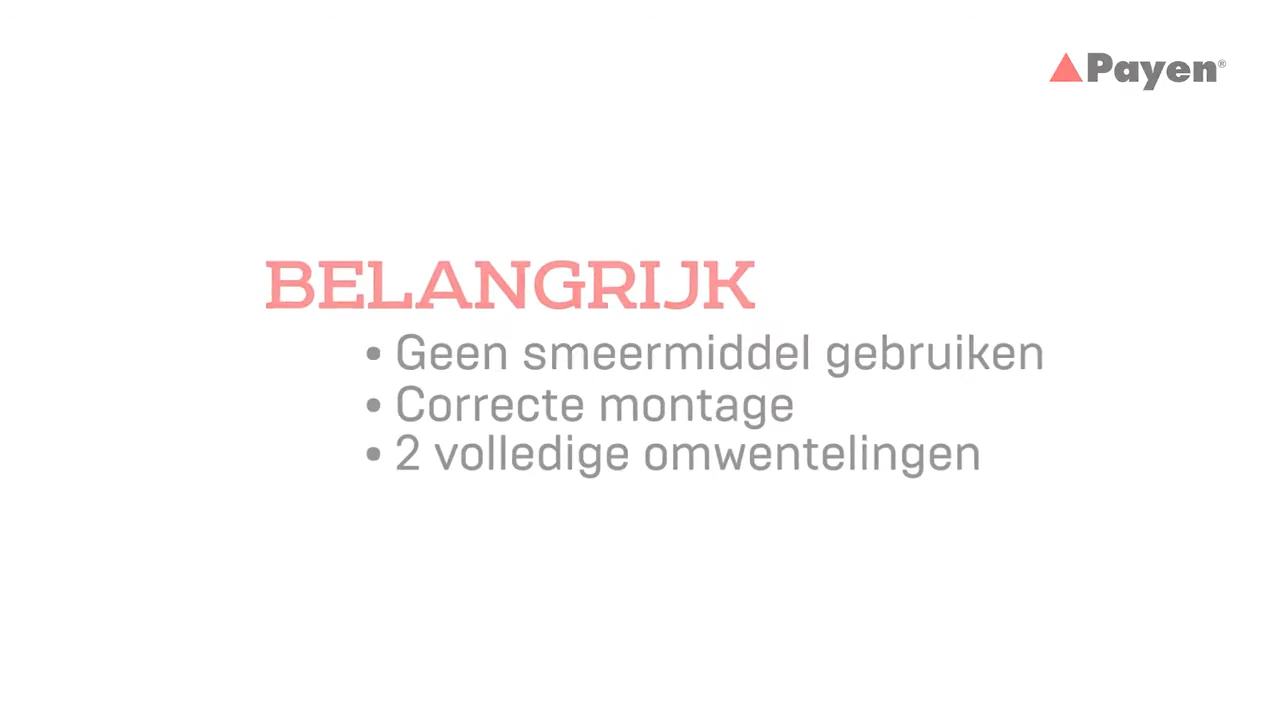 Payen®
BELANGRIJK
• Geen smeermiddel gebruiken
• Correcte montage
• 2 volledige omwentelingen